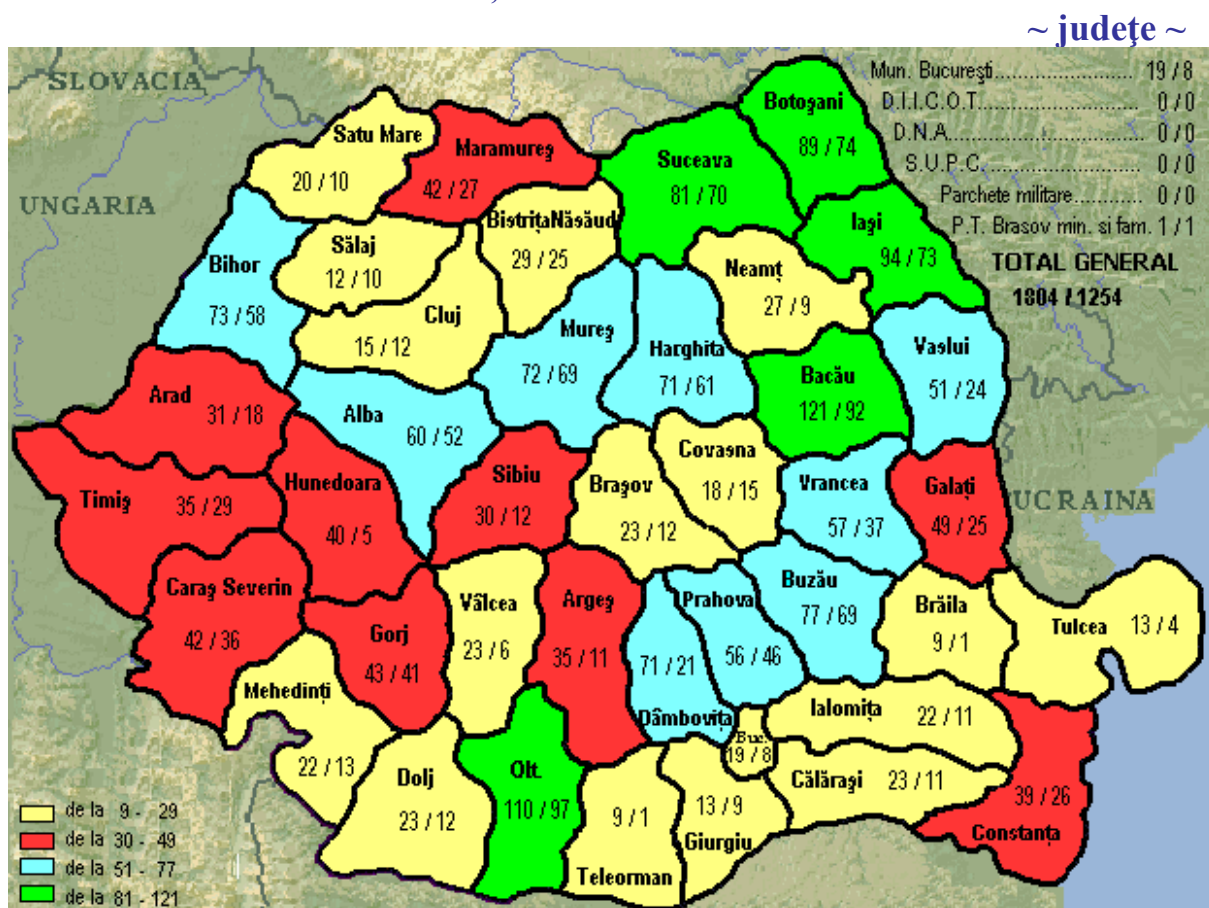 ~ judeţe ~
SLOVACIA
Mun. Bucureşti........................ 19 / 8
D.I.I.C.O.T............................ 0 / 0
D.N.A................................. 0 / 0
S.U.P.C............................... 0 / 0
Parchete militare............ 0 / 0
P.T. Brasov min. si fam. 1 / 1
TOTAL GENERAL
1804 / 1254
UNGARIA
Satu Mare
20 / 10
Maramureş
42 / 27
Suceava
81 / 70
Botoşani
89 / 74
Iaşi
94 / 73
BistriţaNăsăud
29 / 25
Sălaj
12 / 10
Bihor
73 / 58
Cluj
15 / 12
Mureş
72 / 69
Harghita
71 / 61
Neamţ
27 / 9
Bacău
121 / 92
Vaslui
51 / 24
Arad
31 / 18
Alba
60 / 52
Timiş
35 / 29
Hunedoara
40 / 5
Sibiu
30 / 12
Braşov
23 / 12
Covasna
18 / 15
Vrancea
57 / 37
Galaţi
49 / 25
UCRAINA
Caraş Severin
42 / 36
Gorj
43 / 41
Vâlcea
23 / 6
Argeş
35 / 11
Dâmboviţa
71 / 21
Prahova
56 / 46
Buzău
77 / 69
Brăila
9 / 1
Tulcea
13 / 4
Mehedinţi
22 / 13
Dolj
23 / 12
Olt.
110 / 97
Teleorman
9 / 1
Giurgiu
13 / 9
Buc.
19 / 8
Ialomiţa
22 / 11
Călăraşi
23 / 11
Constanţa
39 / 26
de la 9 - 29
de la 30 - 49
de la 51 - 77
de la 81 - 121